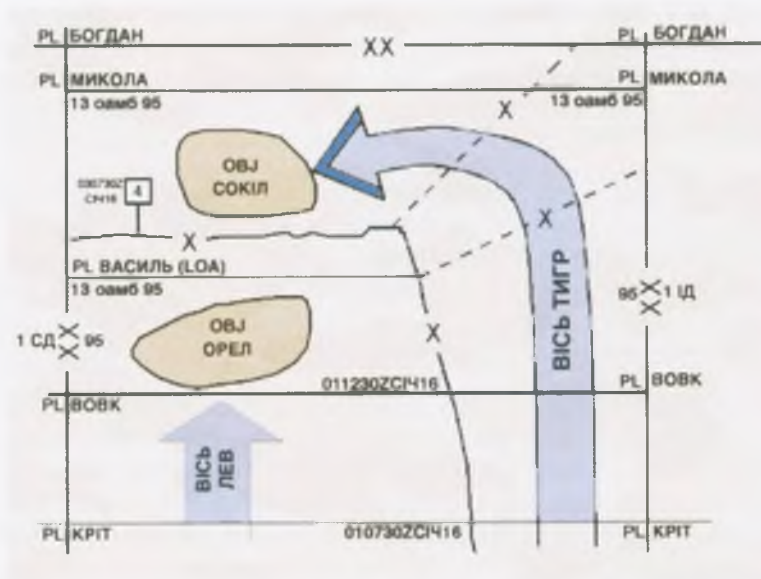 PL БОГДАН
XX
PL БОГДАН
PL МИКОЛА
PL МИКОЛА
13 оамб 95
X
13 оамб 95
OBJ
СОКІЛ
030730Z
СІЧ16
4
X
X
PL ВАСИЛЬ (LOA)
13 оамб 95
ВІСЬ ТИГР
95 X 1 ІД
X
OBJ
ОРЕЛ
1 СД X 95
X
X
011230ZСІЧ16
PL ВОВК
PL ВОВК
ВІСЬ
ЛЕВ
PL КРІТ
010730ZСІЧ16
PL КРІТ